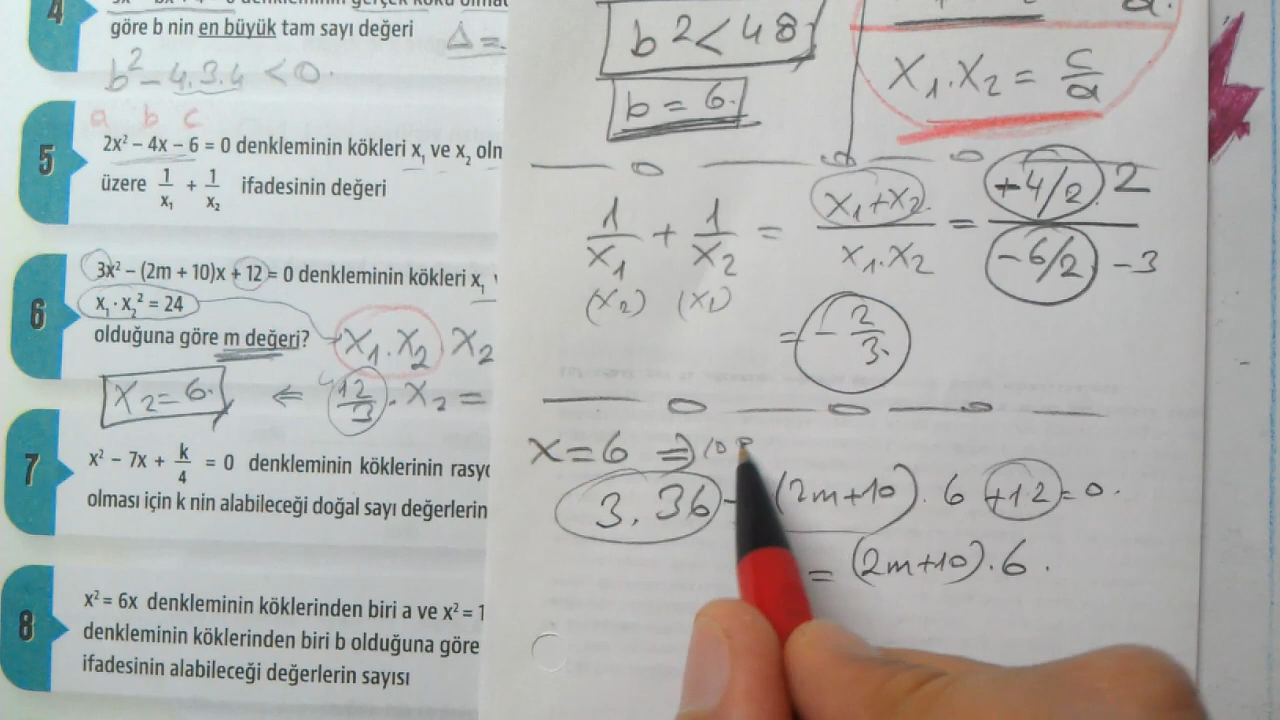 4
denkleminin gerçek kökü
göre b nin en büyük tam sayı değeri
Δ =
b² - 4.3.4 < 0.
a b c
5
2x² – 4x – 6 = 0 denkleminin kökleri x₁ ve x₂
üzere 1/x₁ + 1/x₂ ifadesinin değeri
6
3x² – (2m + 10)x + 12 = 0 denkleminin kökleri x₁
x₁ · x₂² = 24
olduğuna göre m değeri?
x₁.x₂ x₂
x₂ = 6. ⇐ 12/3 . x₂ =
7
x² – 7x + k/4 = 0 denkleminin köklerinin
olması için k nin alabileceği doğal sayı
8
x² = 6x denkleminin köklerinden biri a ve x² = 1
denkleminin köklerinden biri b olduğuna göre
ifadesinin alabileceği değerlerin sayısı
b² < 48
b = 6.
a.
x₁.x₂ = c/a
1/x₁ + 1/x₂ = x₁+x₂/x₁.x₂ = +4/2 2/-6/2 -3
(x₂) (x₁)
= - 2/3.
x = 6 ⇒ 108
3.36 - (2m+10). 6 +12 = 0.
= (2m+10).6.